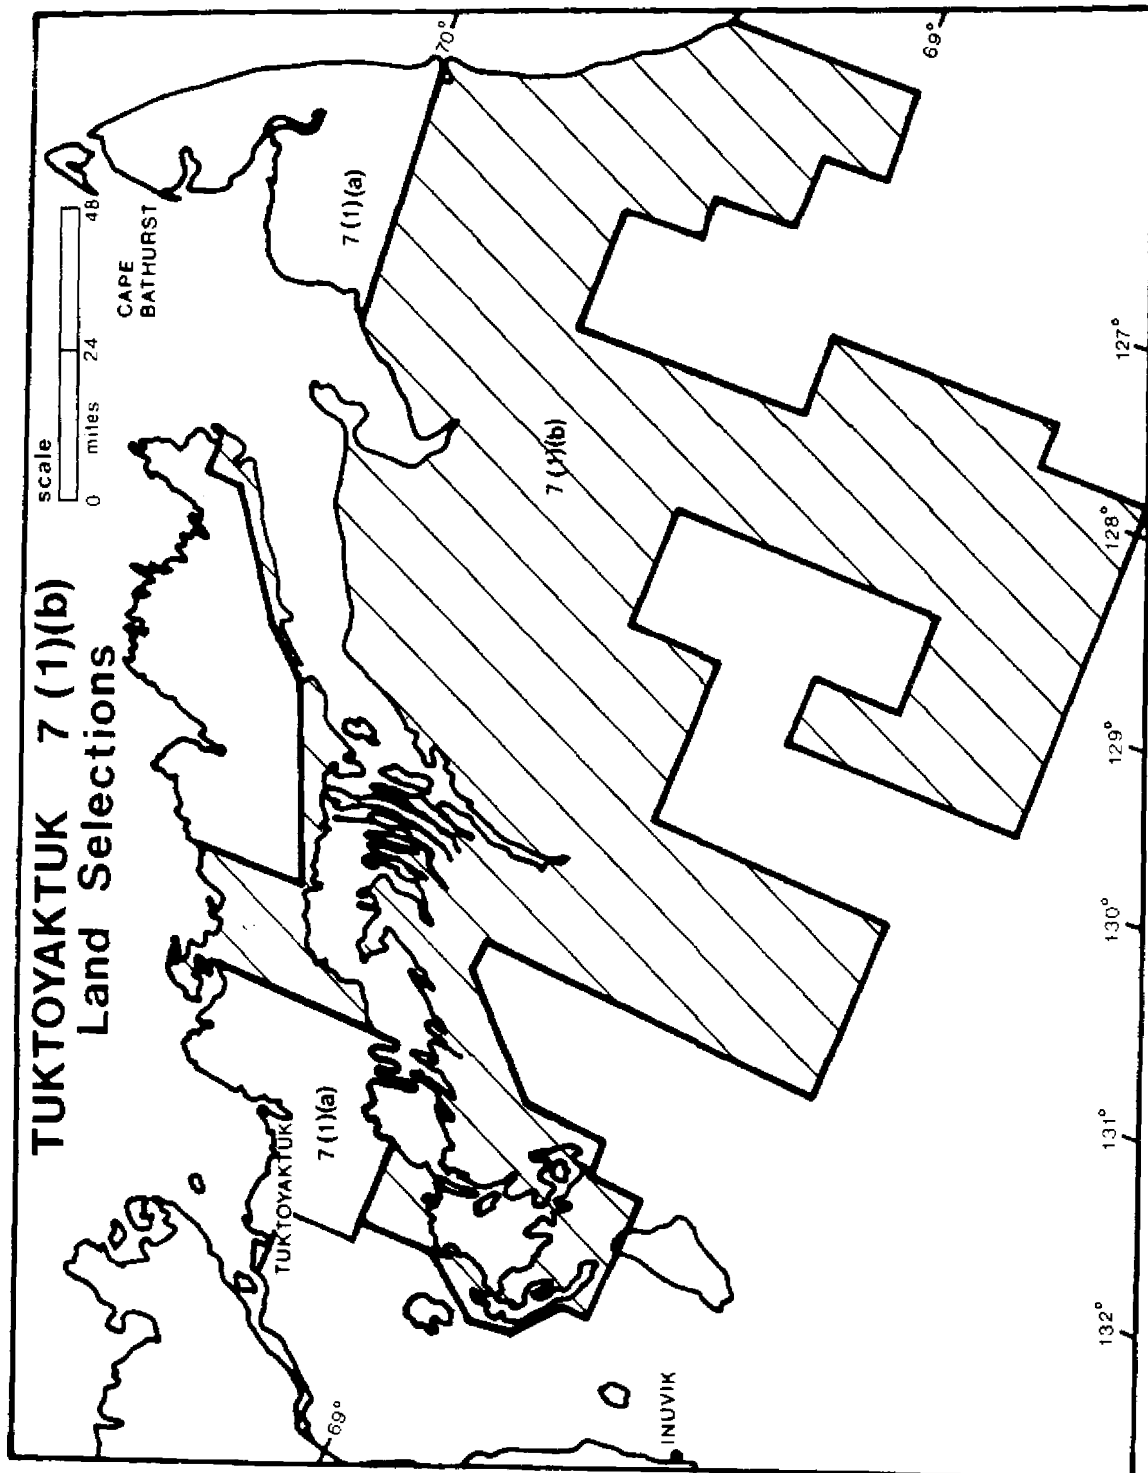 TUKTOYAKTUK 7 (1)(b)
Land Selections
scale
0 24 48
miles
CAPE
BATHURST
70°
69°
7 (1)(a)
7 (1)(b)
TUKTOYAKTUK
7 (1)(a)
69°
INUVIK
132°
131°
130°
129°
128°
127°